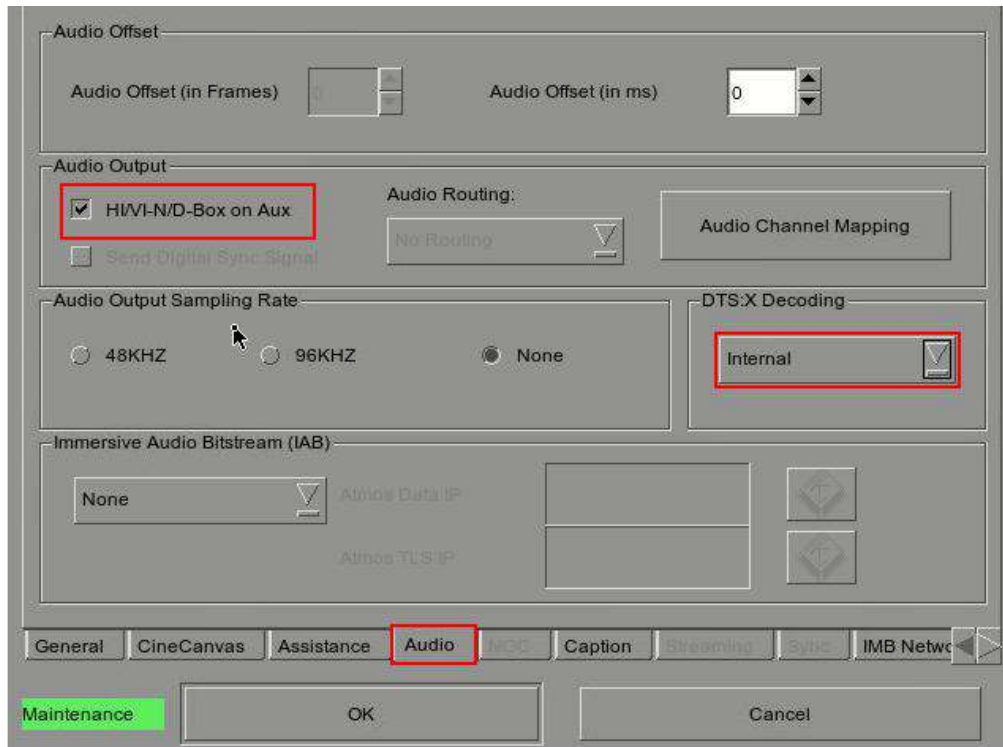 Audio Offset
Audio Offset (in Frames) 0 Audio Offset (in ms) 0
Audio Output
HI/VI-N/D-Box on Aux Audio Routing:
No Routing Audio Channel Mapping
Send Digital Sync Signal
Audio Output Sampling Rate DTS:X Decoding
48KHZ 96KHZ None Internal
Immersive Audio Bitstream (IAB)
None Atmos Data IP
Atmos TLS IP
General CineCanvas Assistance Audio MOC Caption Streaming Sync IMB Netwo
Maintenance OK Cancel